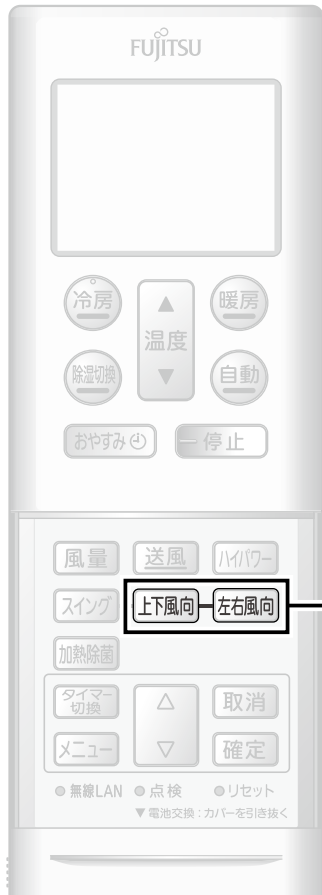 FUJITSU
冷房 ▲ 暖房
温度
除湿切換 ▼ 自動
おやすみ 停止
風量 送風 ハイパワー
スイング 上下風向 左右風向
加熱除菌
タイマー
切換 △ 取消
メニュー ▽ 確定
無線LAN 点検 リセット
▼電池交換:カバーを引き抜く